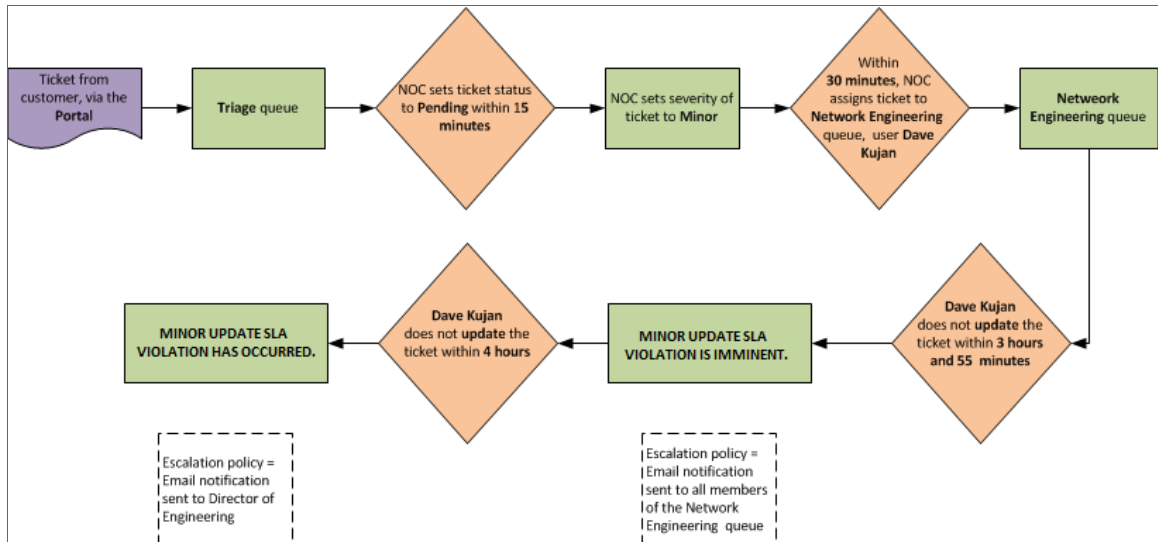 Ticket from
customer, via the
Portal
Triage queue
NOC sets ticket status
to Pending within 15
minutes
NOC sets severity of
ticket to Minor
Within
30 minutes, NOC
assigns ticket to
Network Engineering
queue, user Dave
Kujan
Netweork
Engineering queue
Dave Kujan
does not update the
ticket within 3 hours
and 55 minutes
MINOR UPDATE SLA
VIOLATION IS IMMINENT.
Dave Kujan
does not update the
ticket within 4 hours
MINOR UPDATE SLA
VIOLATION HAS OCCURRED.
Escalation policy =
Email notification
sent to all members
of the Network
Engineering queue
Escalation policy =
Email notification
sent to Director of
Engineering